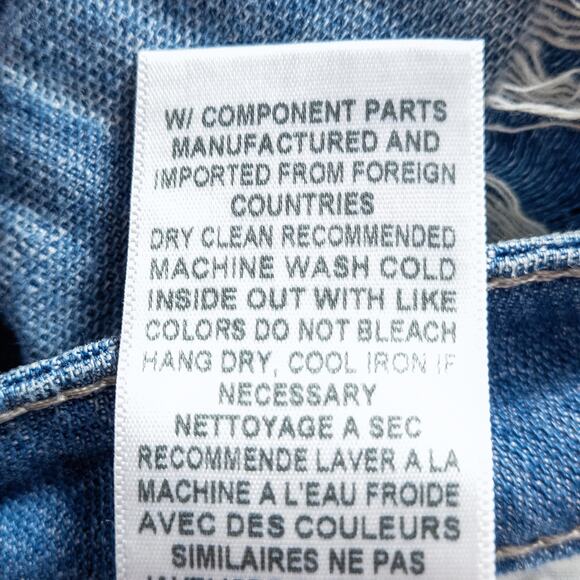 W/ COMPONENT PARTS
MANUFACTURED AND
IMPORTED FROM FOREIGN
COUNTRIES
DRY CLEAN RECOMMENDED
MACHINE WASH COLD
INSIDE OUT WITH LIKE
COLORS DO NOT BLEACH
HANG DRY, COOL IRON IF
NECESSARY
NETTOYAGE A SEC
RECOMMENDE LAVER A LA
MACHINE A L'EAU FROIDE
AVEC DES COULEURS
SIMILAIRES NE PAS